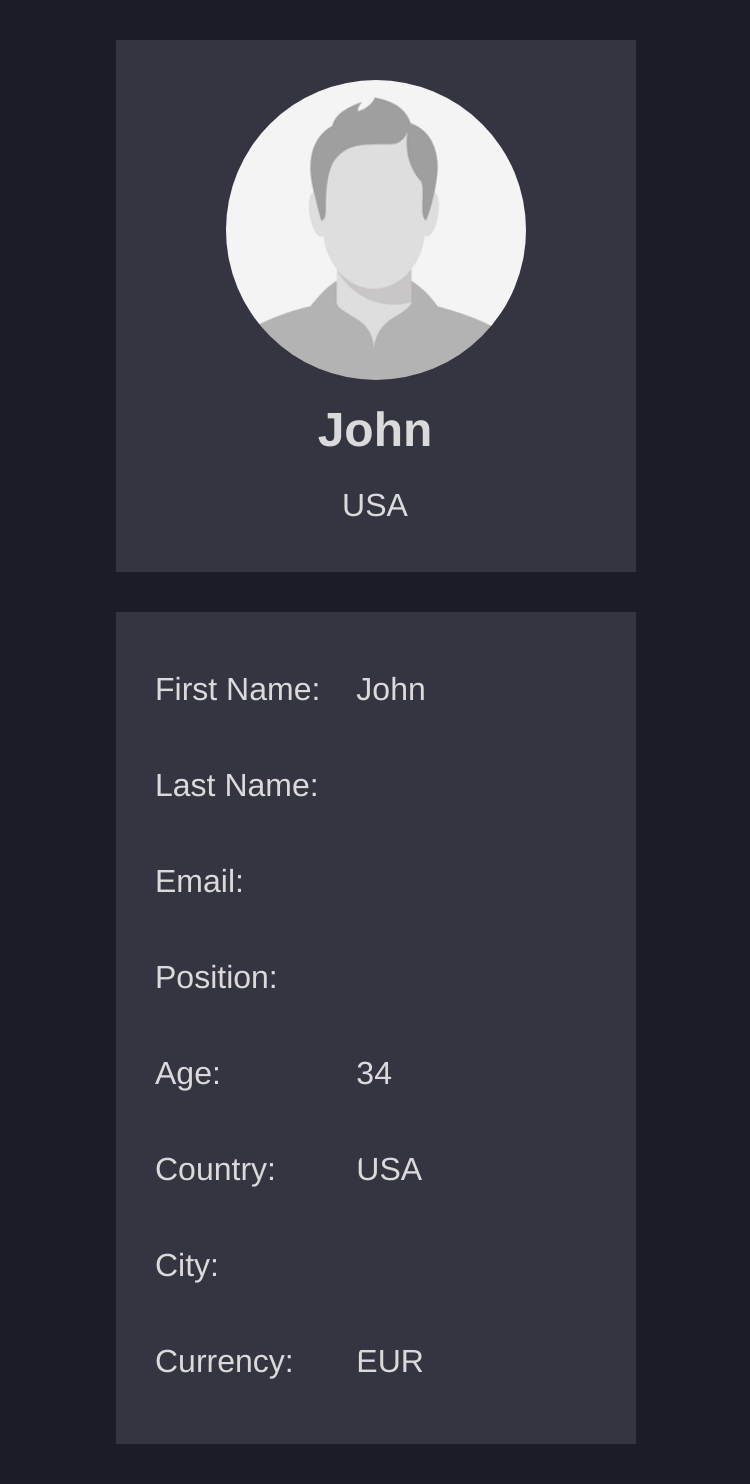 John
USA
First Name: John
Last Name:
Email:
Position:
Age: 34
Country: USA
City:
Currency: EUR